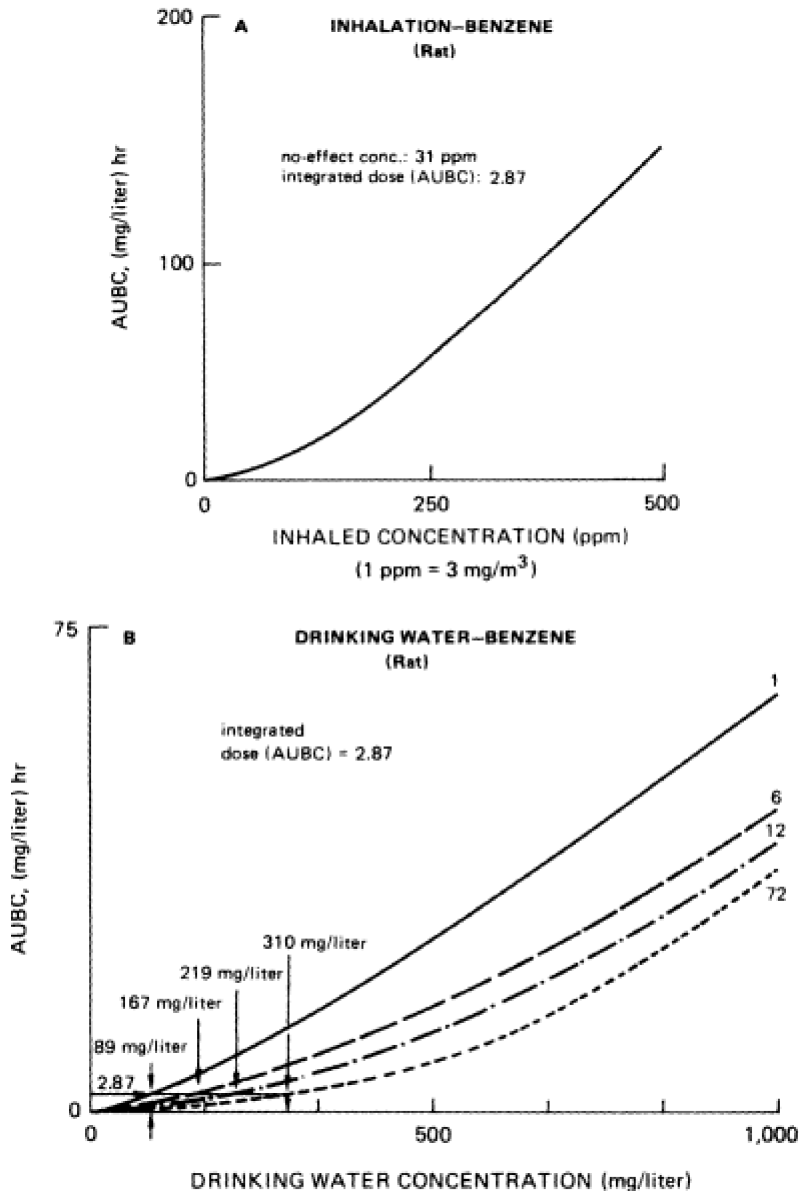 200
A
INHALATION–BENZENE
(Rat)
no-effect conc.: 31 ppm
integrated dose (AUBC): 2.87
AUBC, (mg/liter) hr
100
0
0
250
500
INHALED CONCENTRATION (ppm)
(1 ppm = 3 mg/m³)
75
B
DRINKING WATER–BENZENE
(Rat)
integrated
dose (AUBC) = 2.87
1
6
12
72
AUBC, (mg/liter) hr
310 mg/liter
219 mg/liter
167 mg/liter
89 mg/liter
2.87
0
0
500
1,000
DRINKING WATER CONCENTRATION (mg/liter)